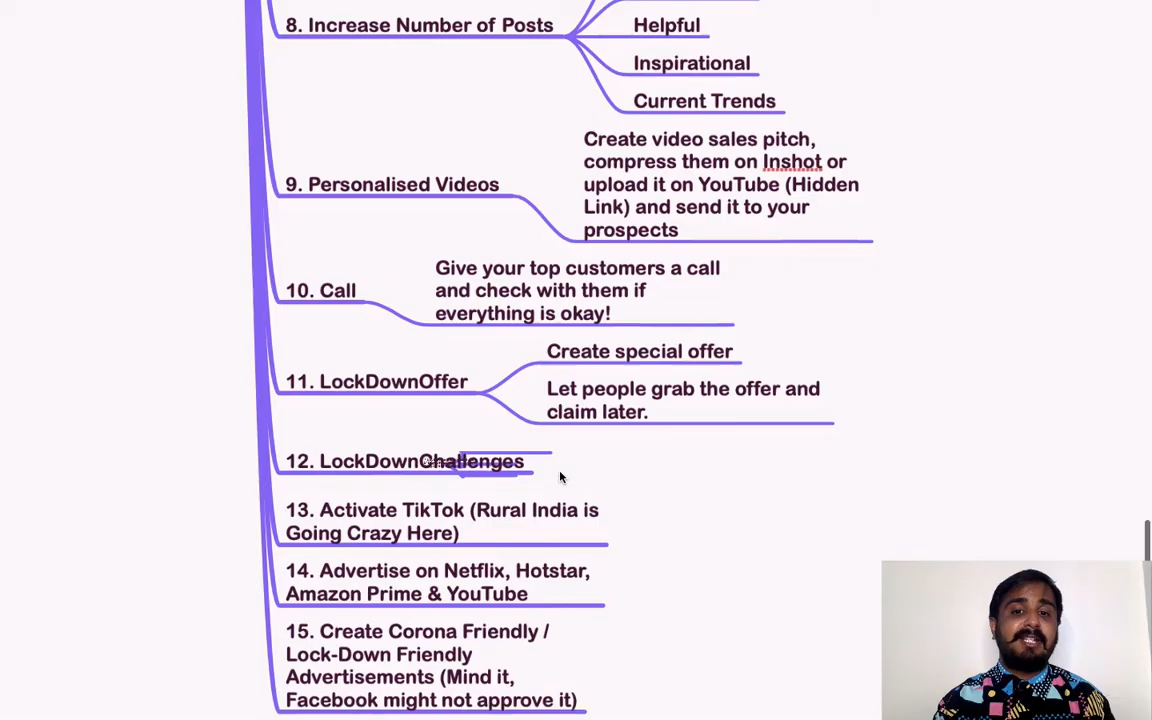 8. Increase Number of Posts
Helpful
Inspirational
Current Trends
9. Personalised Videos
Create video sales pitch,
compress them on Inshot or
upload it on YouTube (Hidden
Link) and send it to your
prospects
10. Call
Give your top customers a call
and check with them if
everything is okay!
11. LockDownOffer
Create special offer
Let people grab the offer and
claim later.
12. LockDownChallenges
13. Activate TikTok (Rural India is
Going Crazy Here)
14. Advertise on Netflix, Hotstar,
Amazon Prime & YouTube
15. Create Corona Friendly /
Lock-Down Friendly
Advertisements (Mind it,
Facebook might not approve it)